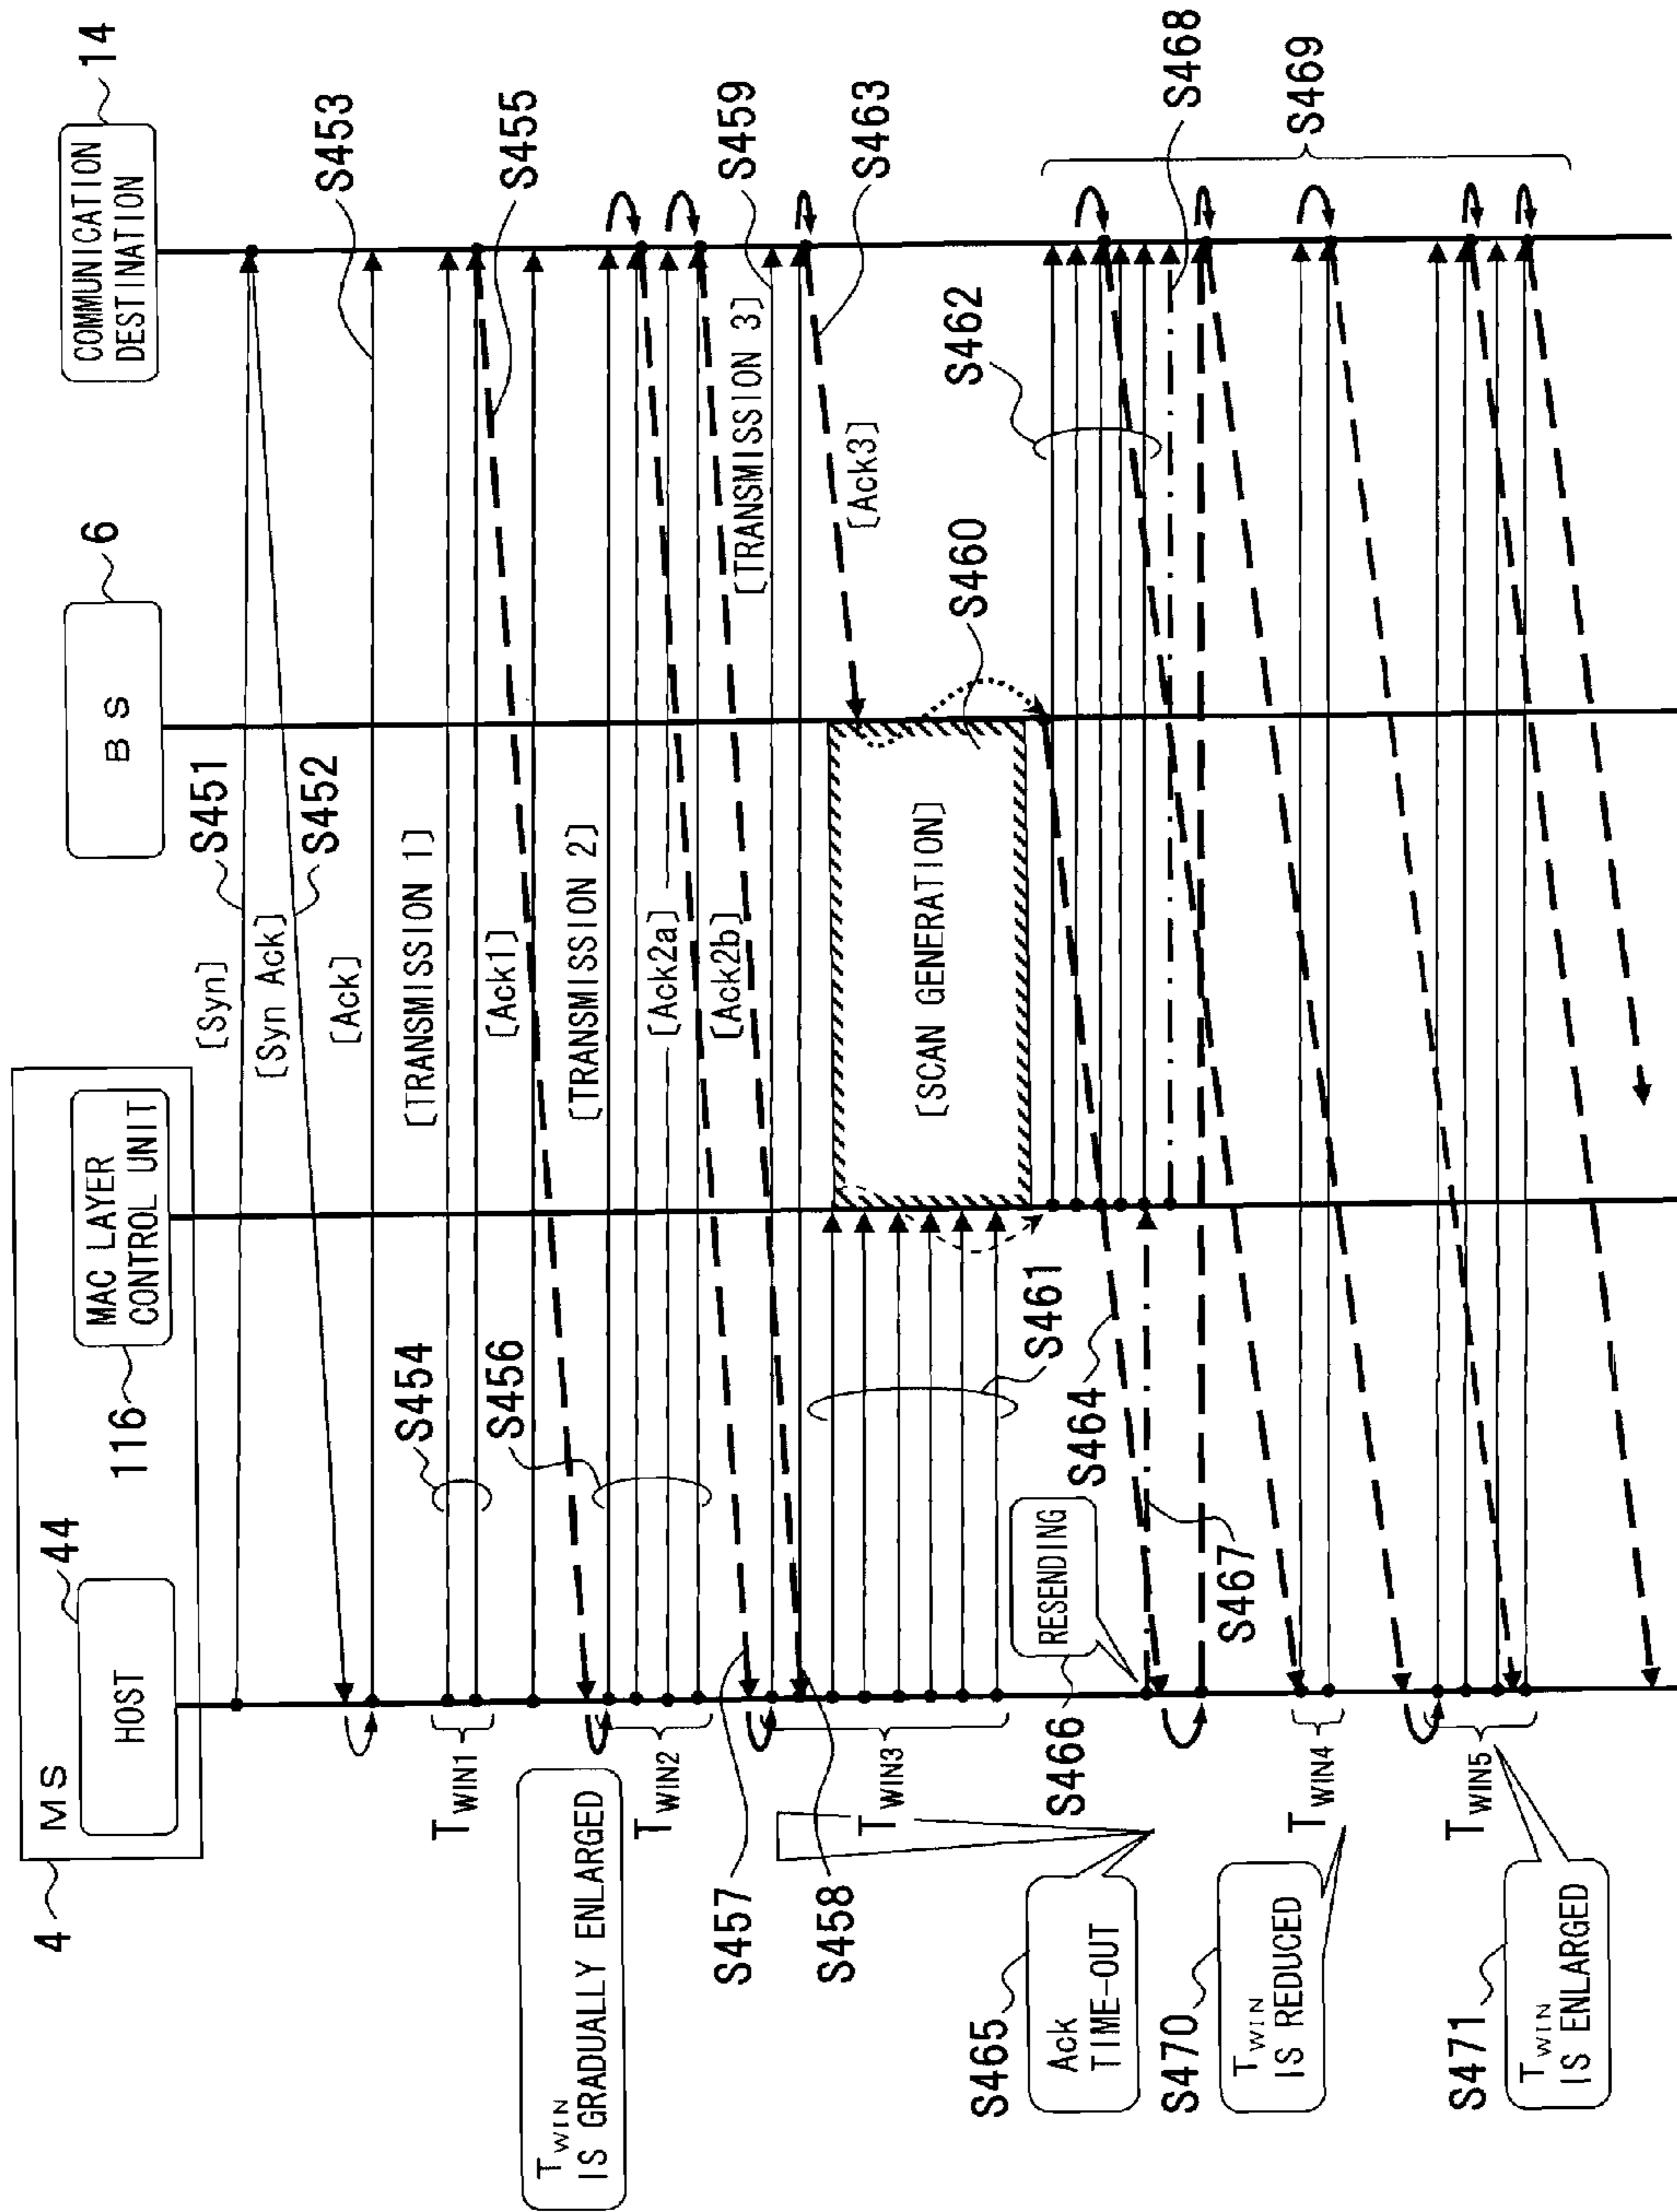 4
MS
44
HOST
116
MAC LAYER
CONTROL UNIT
6
BS
14
COMMUNICATION
DESTINATION
[Syn]
S451
[Syn Ack]
S452
[Ack]
S453
[TRANSMISSION 1]
S454
TWIN1
[Ack1]
S455
TWIN
IS GRADUALLY ENLARGED
S456
[TRANSMISSION 2]
TWIN2
[Ack2a]
[Ack2b]
S457
S458
[TRANSMISSION 3]
S459
[Ack3]
S463
TWIN3
[SCAN GENERATION]
S460
S461
S462
S464
S465
Ack
TIME-OUT
S466
RESENDING
S467
S468
S469
S470
TWIN
IS REDUCED
TWIN4
S471
TWIN
IS ENLARGED
TWIN5